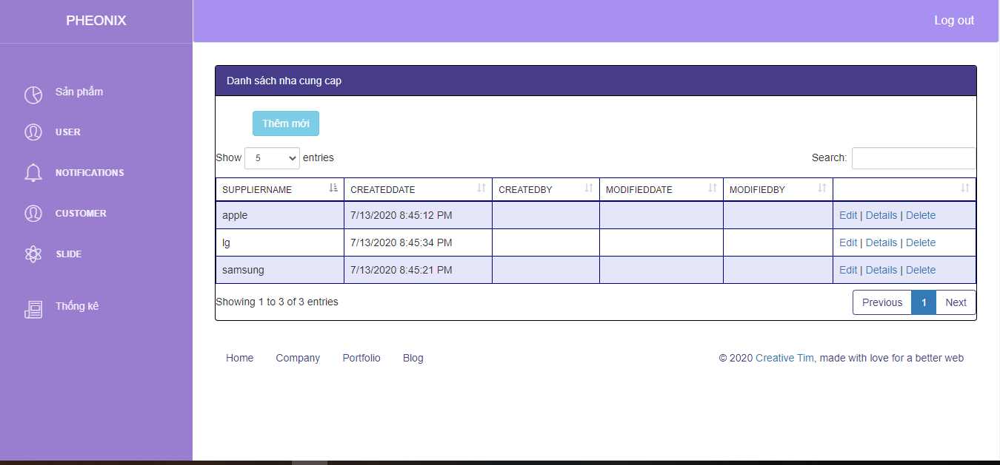 PHEONIX
Log out
Sản phẩm
USER
NOTIFICATIONS
CUSTOMER
SLIDE
Thống kê
Danh sách nha cung cap
Thêm mới
Show 5 entries
Search:
SUPPLIERNAME CREATEDDATE CREATEDBY MODIFIEDDATE MODIFIEDBY
apple 7/13/2020 8:45:12 PM Edit | Details | Delete
lg 7/13/2020 8:45:34 PM Edit | Details | Delete
samsung 7/13/2020 8:45:21 PM Edit | Details | Delete
Showing 1 to 3 of 3 entries
Previous 1 Next
Home Company Portfolio Blog
© 2020 Creative Tim, made with love for a better web